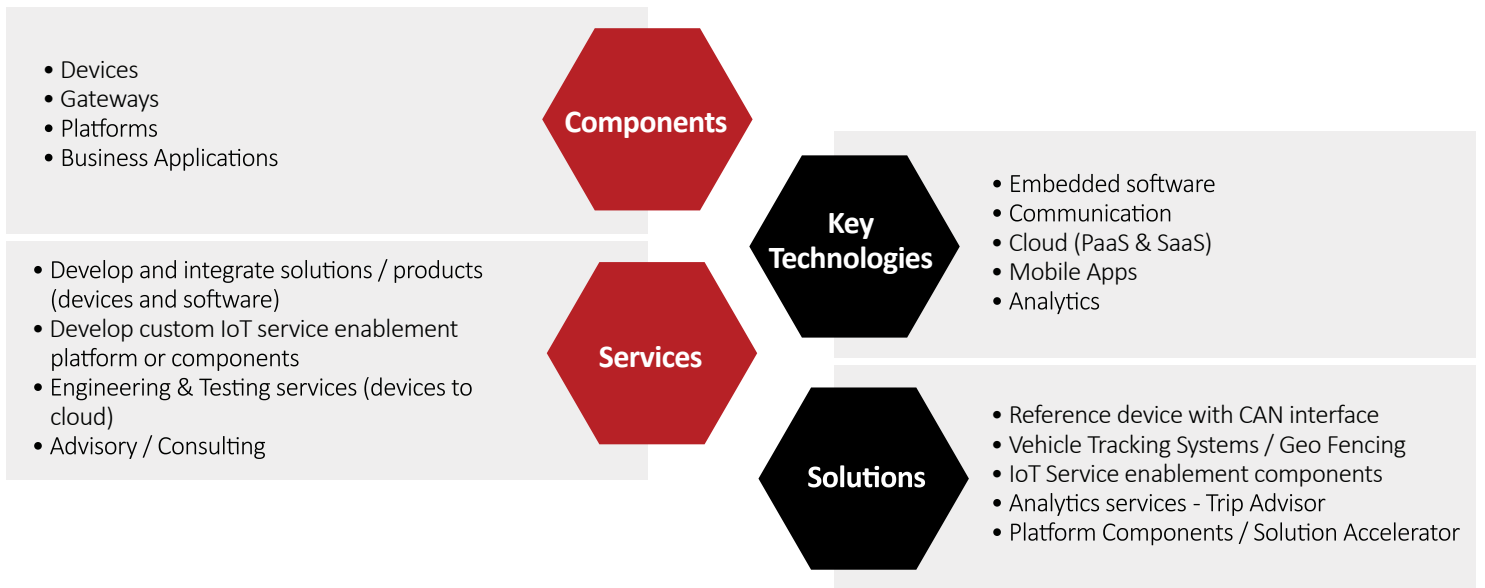 Components
• Devices
• Gateways
• Platforms
• Business Applications
Key
Technologies
• Embedded software
• Communication
• Cloud (PaaS & SaaS)
• Mobile Apps
• Analytics
Services
• Develop and integrate solutions / products
(devices and software)
• Develop custom IoT service enablement
platform or components
• Engineering & Testing services (devices to
cloud)
• Advisory / Consulting
Solutions
• Reference device with CAN interface
• Vehicle Tracking Systems / Geo Fencing
• IoT Service enablement components
• Analytics services - Trip Advisor
• Platform Components / Solution Accelerator